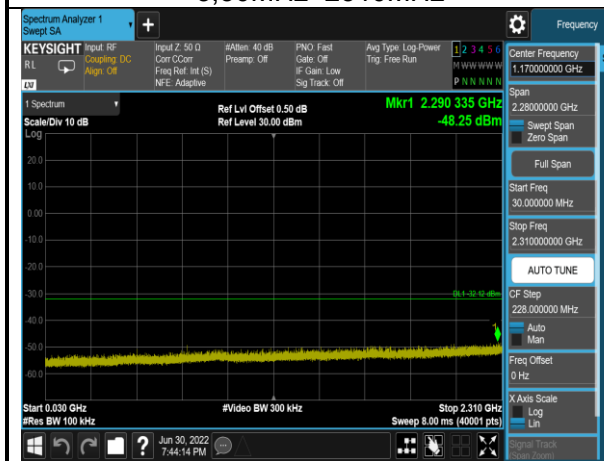 Spectrum Analyzer 1
Swept SA
Frequency
KEYSIGHT
RL
Input: RF
Coupling: DC
Align: Off
Input Z: 50 Ω
Corr CCorr
Freq Ref: Int (S)
NFE: Adaptive
#Atten: 40 dB
Preamp: Off
PNO: Fast
Gate: Off
IF Gain: Low
Sig Track: Off
Avg Type: Log-Power
Trig: Free Run
1 2 3 4 5 6
M W W W W W
P N N N N N
1 Spectrum
Scale/Div 10 dB
Log
Ref Lvl Offset 0.50 dB
Ref Level 30.00 dBm
Mkr1 2.290 335 GHz
-48.25 dBm
20.0
10.0
0.00
-10.0
-20.0
-30.0
-40.0
-50.0
-60.0
DL1 -32.12 dBm
1
Start 0.030 GHz
#Res BW 100 kHz
#Video BW 300 kHz
Stop 2.310 GHz
Sweep 8.00 ms (40001 pts)
Jun 30, 2022
7:44:14 PM
Center Frequency
1.170000000 GHz
Span
2.28000000 GHz
Swept Span
Zero Span
Full Span
Start Freq
30.000000 MHz
Stop Freq
2.310000000 GHz
AUTO TUNE
CF Step
228.000000 MHz
Auto
Man
Freq Offset
0 Hz
X Axis Scale
Log
Lin
Signal Track
(Span Zoom)